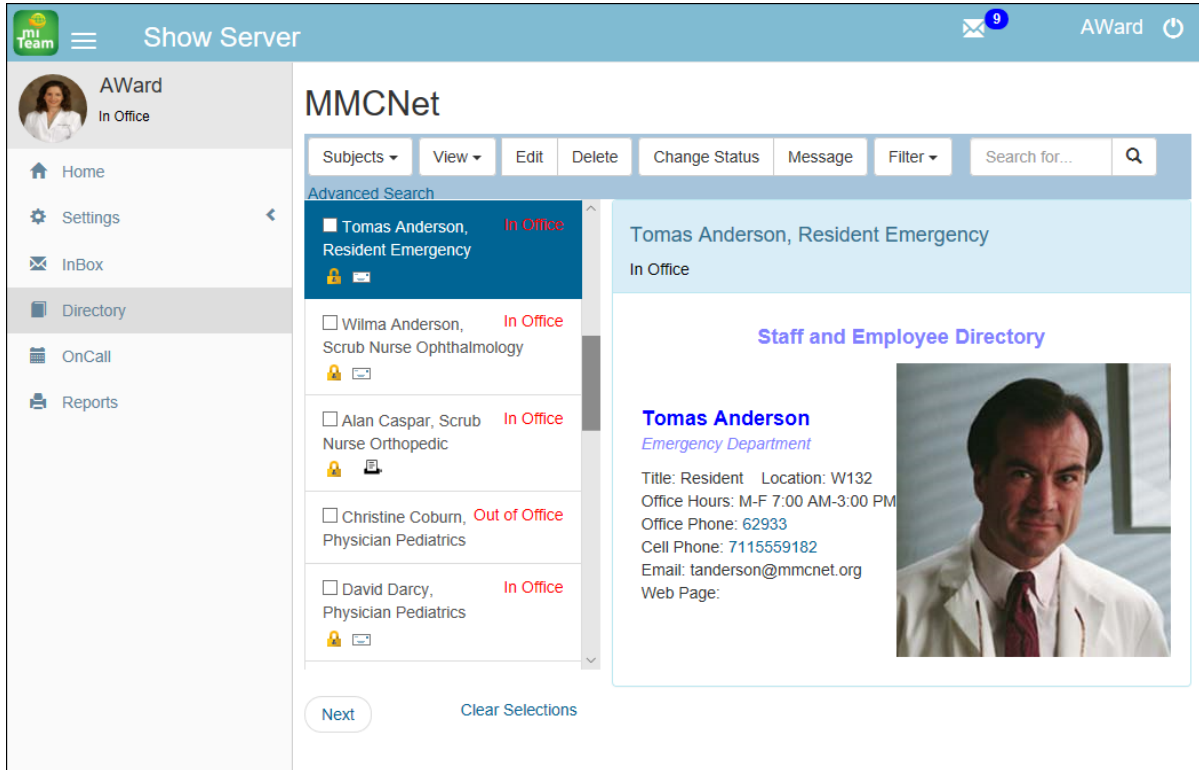 mi
Team
Show Server
9
AWard
AWard
In Office
Home
Settings
InBox
Directory
OnCall
Reports
MMCNet
Subjects View Edit Delete Change Status Message Filter Search for...
Advanced Search
Tomas Anderson, In Office
Resident Emergency
Wilma Anderson, In Office
Scrub Nurse Ophthalmology
Alan Caspar, Scrub In Office
Nurse Orthopedic
Christine Coburn, Out of Office
Physician Pediatrics
David Darcy, In Office
Physician Pediatrics
Next Clear Selections
Tomas Anderson, Resident Emergency
In Office
Staff and Employee Directory
Tomas Anderson
Emergency Department
Title: Resident Location: W132
Office Hours: M-F 7:00 AM-3:00 PM
Office Phone: 62933
Cell Phone: 7115559182
Email: tanderson@mmcnet.org
Web Page: